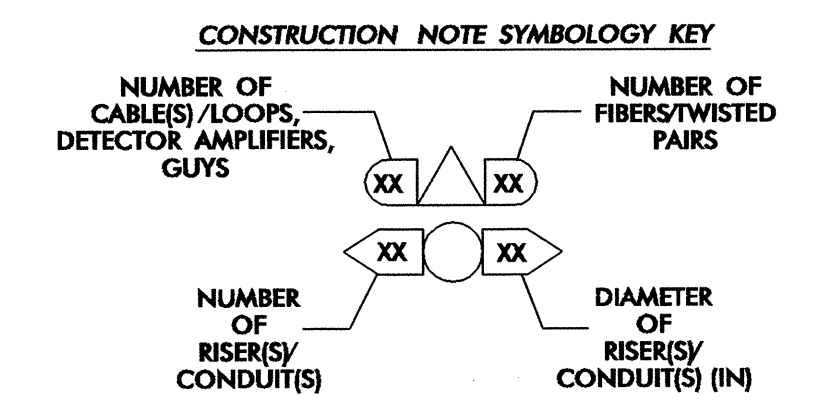 CONSTRUCTION NOTE SYMBOLOGY KEY
NUMBER OF
CABLE(S)/LOOPS,
DETECTOR AMPLIFIERS,
GUYS
NUMBER OF
FIBERS/TWISTED
PAIRS
XX
XX
XX
XX
NUMBER
OF
RISER(S)/
CONDUIT(S)
DIAMETER
OF
RISER(S)/
CONDUIT(S) (IN)